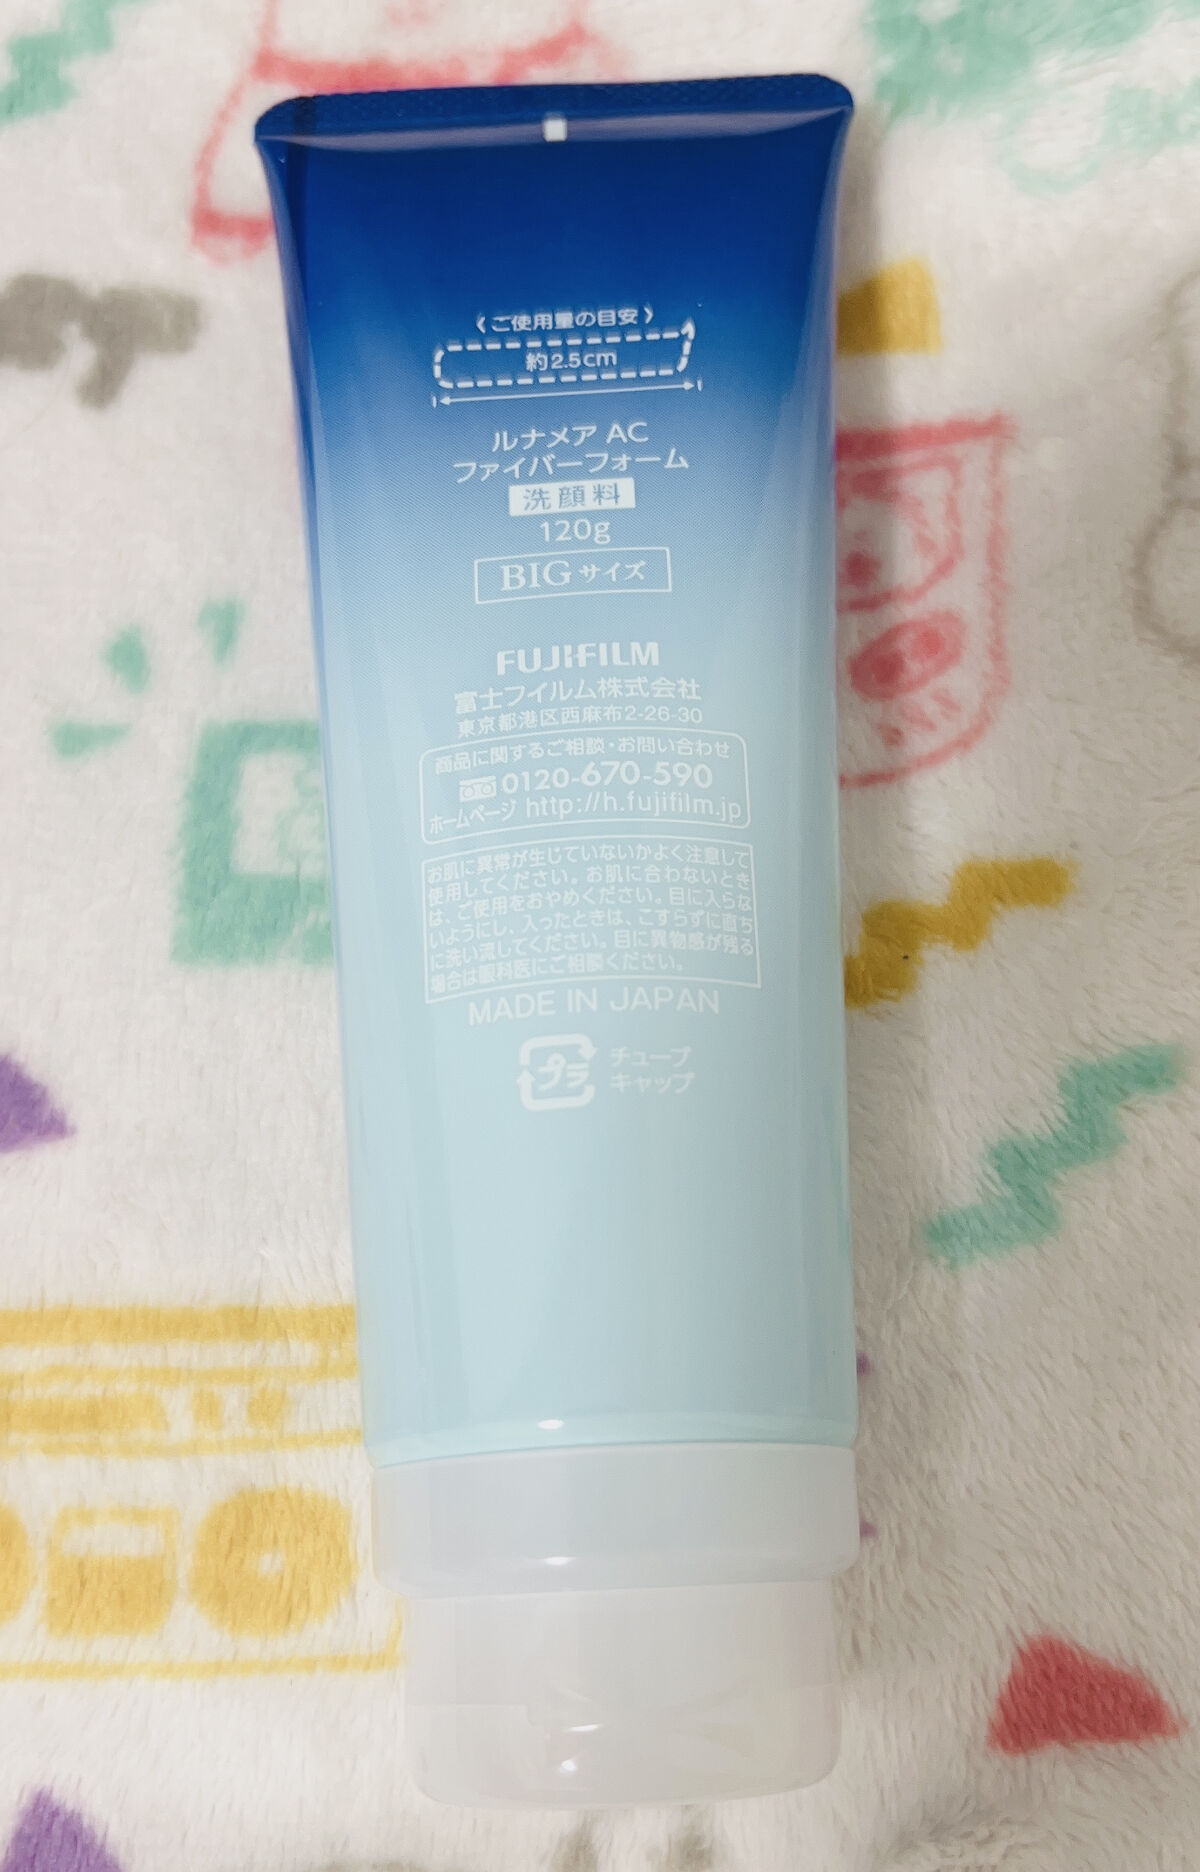 〈ご使用量の目安〉
約2.5cm
ルナメア AC
ファイバーフォーム
洗顔料
120g
BIGサイズ
FUJIFILM
富士フイルム株式会社
東京都港区西麻布2-26-30
商品に関するご相談・お問い合わせ
0120-670-590
ホームページ http://h.fujifilm.jp
お肌に異常が生じていないかよく注意して
使用してください。お肌に合わないとき
は、ご使用をおやめください。目に入らな
いようにし、入ったときは、こすらずに直ち
に洗い流してください。目に異物感が残る
場合は眼科医にご相談ください。
MADE IN JAPAN
プラ
チューブ
キャップ